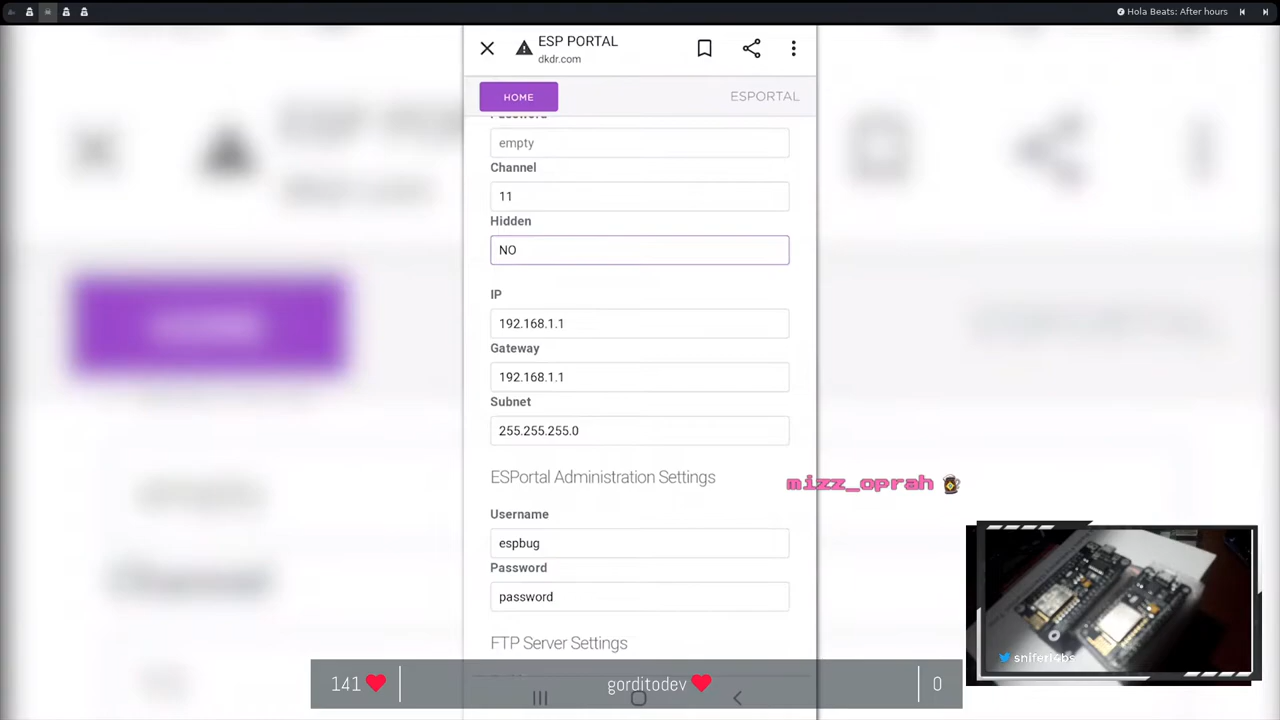 Hola Beats: After hours
ESP PORTAL
dkdr.com
HOME
ESPORTAL
Password
empty
Channel
11
Hidden
NO
IP
192.168.1.1
Gateway
192.168.1.1
Subnet
255.255.255.0
ESPortal Administration Settings
mizz_oprah
Username
espbug
Password
password
FTP Server Settings
sniferl4bs
141
gorditodev
0